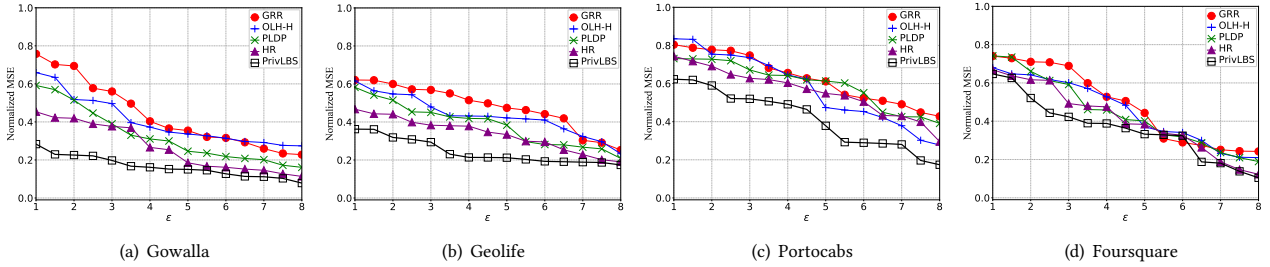 1.0
0.8
0.6
0.4
0.2
0.0
Normalized MSE
1 2 3 4 5 6 7 8
ε
GRR
OLH-H
PLDP
HR
PrivLBS
(a) Gowalla
1.0
0.8
0.6
0.4
0.2
0.0
Normalized MSE
1 2 3 4 5 6 7 8
ε
GRR
OLH-H
PLDP
HR
PrivLBS
(b) Geolife
1.0
0.8
0.6
0.4
0.2
0.0
Normalized MSE
1 2 3 4 5 6 7 8
ε
GRR
OLH-H
PLDP
HR
PrivLBS
(c) Portocabs
1.0
0.8
0.6
0.4
0.2
0.0
Normalized MSE
1 2 3 4 5 6 7 8
ε
GRR
OLH-H
PLDP
HR
PrivLBS
(d) Foursquare